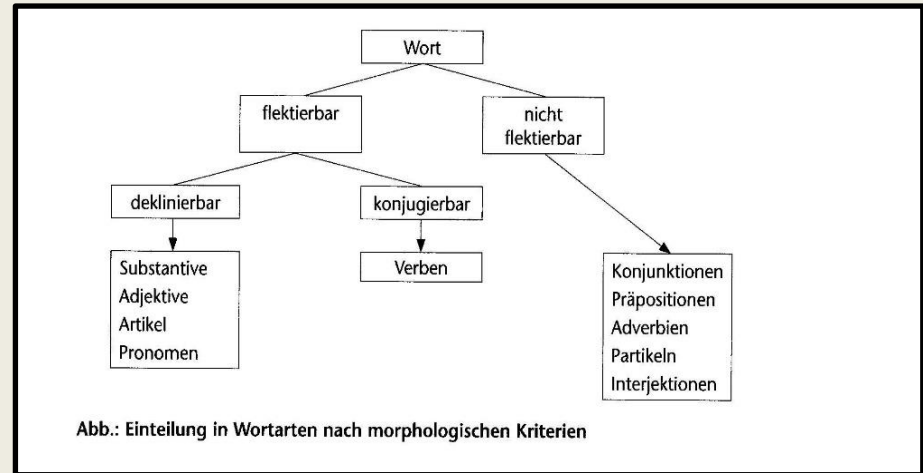 Wort
flektierbar
nicht
flektierbar
deklinierbar
konjugierbar
Substantive
Adjektive
Artikel
Pronomen
Verben
Konjunktionen
Präpositionen
Adverbien
Partikeln
Interjektionen
Abb.: Einteilung in Wortarten nach morphologischen Kriterien